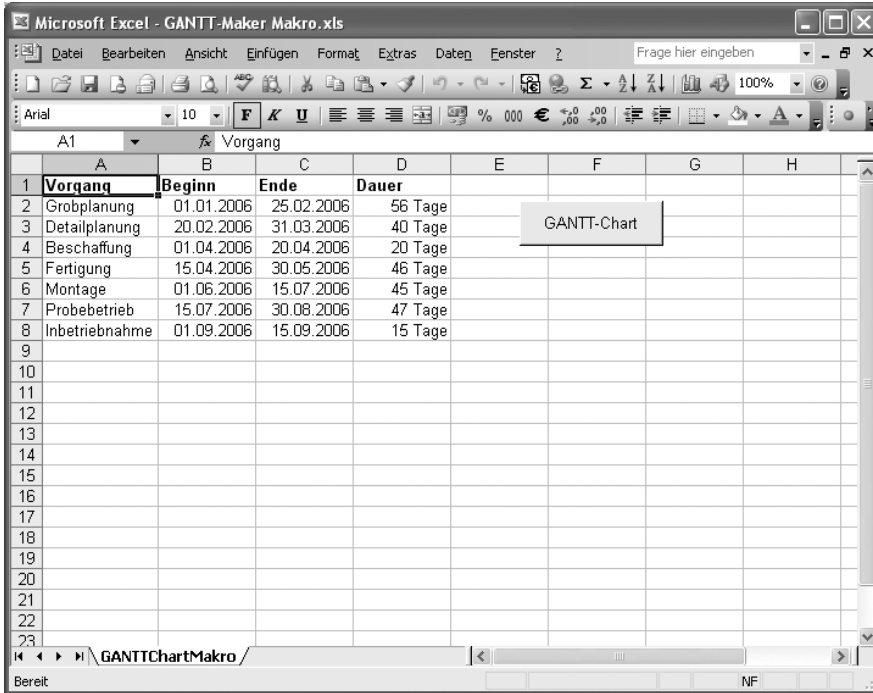 Microsoft Excel - GANTT-Maker Makro.xls
Datei Bearbeiten Ansicht Einfügen Format Extras Daten Fenster ? Frage hier eingeben
ABC Σ A Z Z A 100%
Arial 10 F K U % 000 € ,0 ,00 ,00 ,0 A
A1 fx Vorgang
A B C D E F G H
1 Vorgang Beginn Ende Dauer
2 Grobplanung 01.01.2006 25.02.2006 56 Tage
GANTT-Chart
3 Detailplanung 20.02.2006 31.03.2006 40 Tage
4 Beschaffung 01.04.2006 20.04.2006 20 Tage
5 Fertigung 15.04.2006 30.05.2006 46 Tage
6 Montage 01.06.2006 15.07.2006 45 Tage
7 Probebetrieb 15.07.2006 30.08.2006 47 Tage
8 Inbetriebnahme 01.09.2006 15.09.2006 15 Tage
9
10
11
12
13
14
15
16
17
18
19
20
21
22
23
GANTTChartMakro
Bereit NF